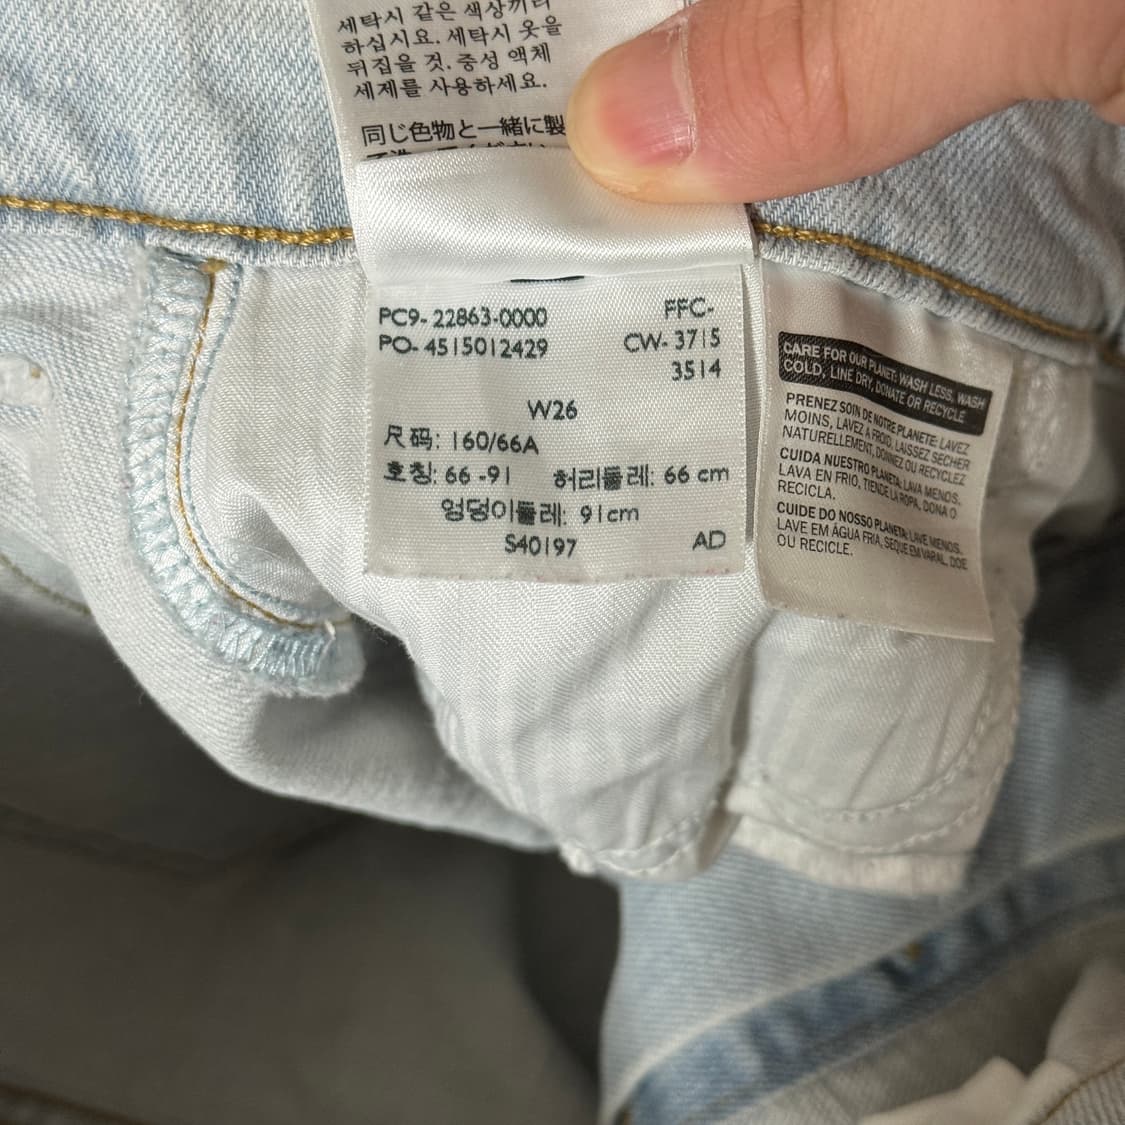 세탁시 같은 색상끼리
하십시요. 세탁시 옷을
뒤집을 것. 중성 액체
세제를 사용하세요.
同じ色物と一緒に製
PC9- 22863-0000
PO- 4515012429
FFC-
CW- 3715
3514
W26
尺码: 160/66A
호칭: 66 -91 허리둘레: 66 cm
엉덩이둘레: 91cm
S40197 AD
CARE FOR OUR PLANET: WASH LESS, WASH
COLD, LINE DRY, DONATE OR RECYCLE
PRENEZ SOIN DE NOTRE PLANETE: LAVEZ
MOINS, LAVEZ A FROID, LAISSEZ SECHER
NATURELLEMENT, DONNEZ OU RECYCLEZ
CUIDA NUESTRO PLANETA: LAVA MENOS,
LAVA EN FRIO, TIENDE LA ROPA, DONA O
RECICLA.
CUIDE DO NOSSO PLANETA: LAVE MENOS,
LAVE EM ÁGUA FRIA, SEQUE EM VARAL, DOE
OU RECICLE.